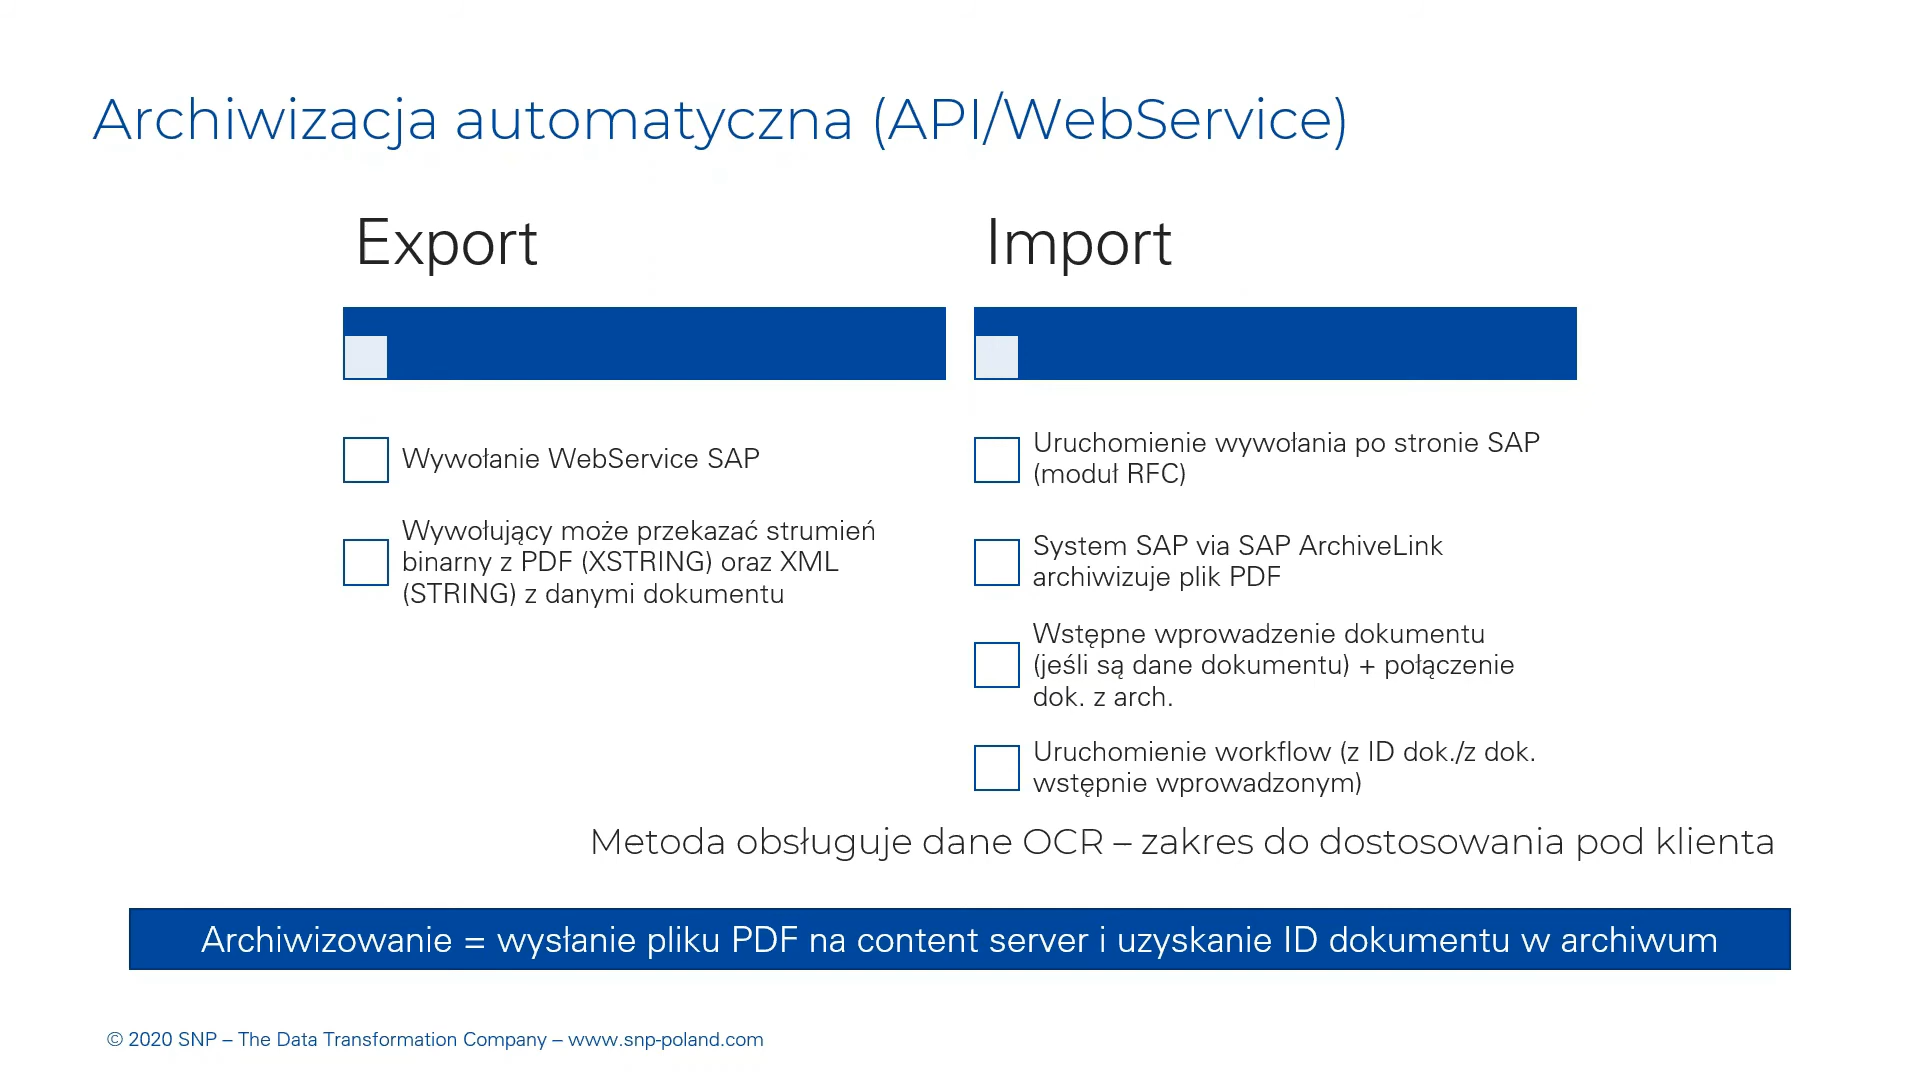 Archiwizacja automatyczna (API/WebService)
Export
Wywołanie WebService SAP
Wywołujący może przekazać strumień
binarny z PDF (XSTRING) oraz XML
(STRING) z danymi dokumentu
Import
Uruchomienie wywołania po stronie SAP
(moduł RFC)
System SAP via SAP ArchiveLink
archiwizuje plik PDF
Wstępne wprowadzenie dokumentu
(jeśli są dane dokumentu) + połączenie
dok. z arch.
Uruchomienie workflow (z ID dok./z dok.
wstępnie wprowadzonym)
Metoda obsługuje dane OCR – zakres do dostosowania pod klienta
Archiwizowanie = wysłanie pliku PDF na content server i uzyskanie ID dokumentu w archiwum
© 2020 SNP – The Data Transformation Company – www.snp-poland.com